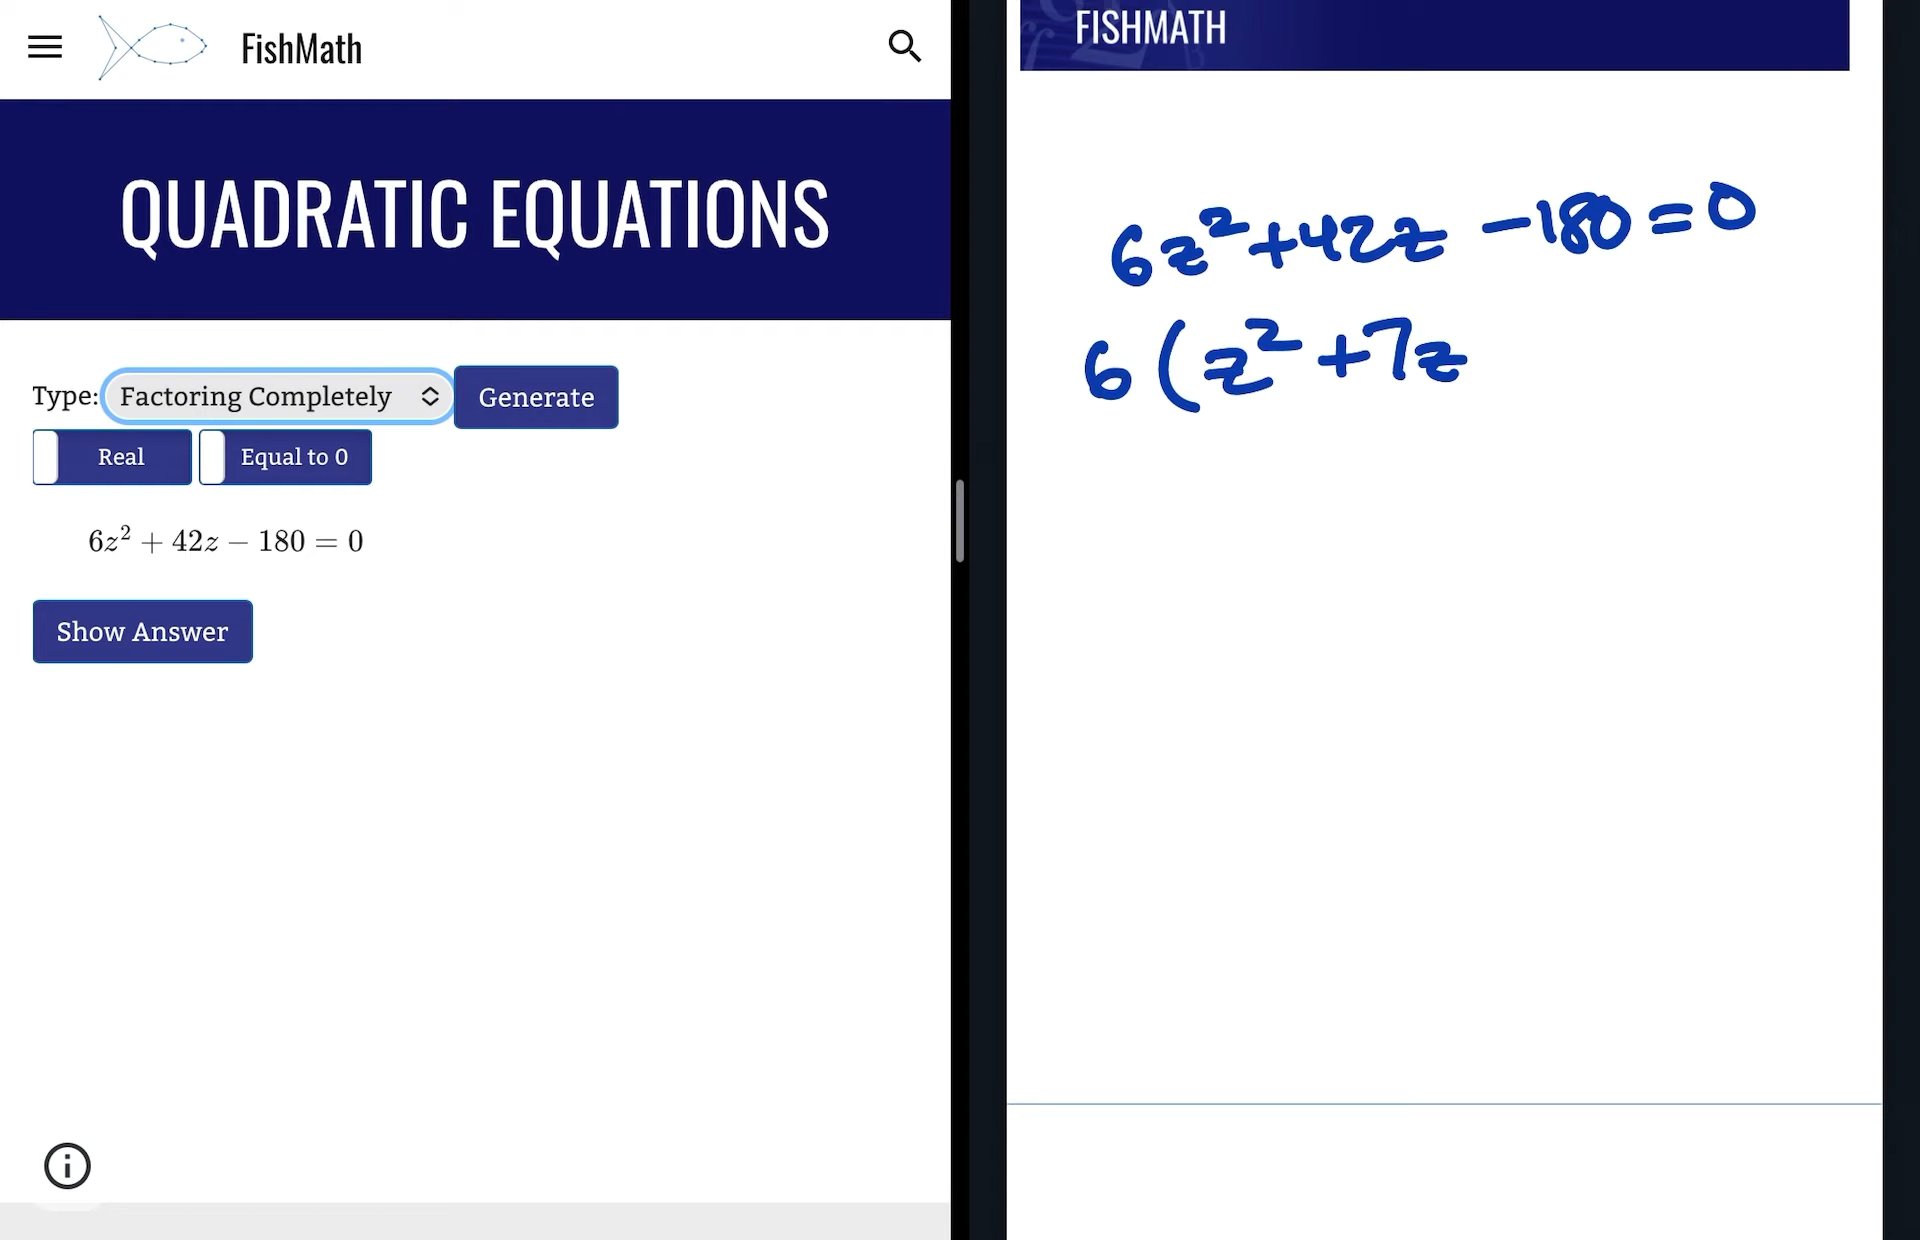 FishMath
QUADRATIC EQUATIONS
Type: Factoring Completely Generate
Real Equal to 0
6z² + 42z − 180 = 0
Show Answer
FISHMATH
6z² + 42z − 180 = 0
6 (z² + 7z